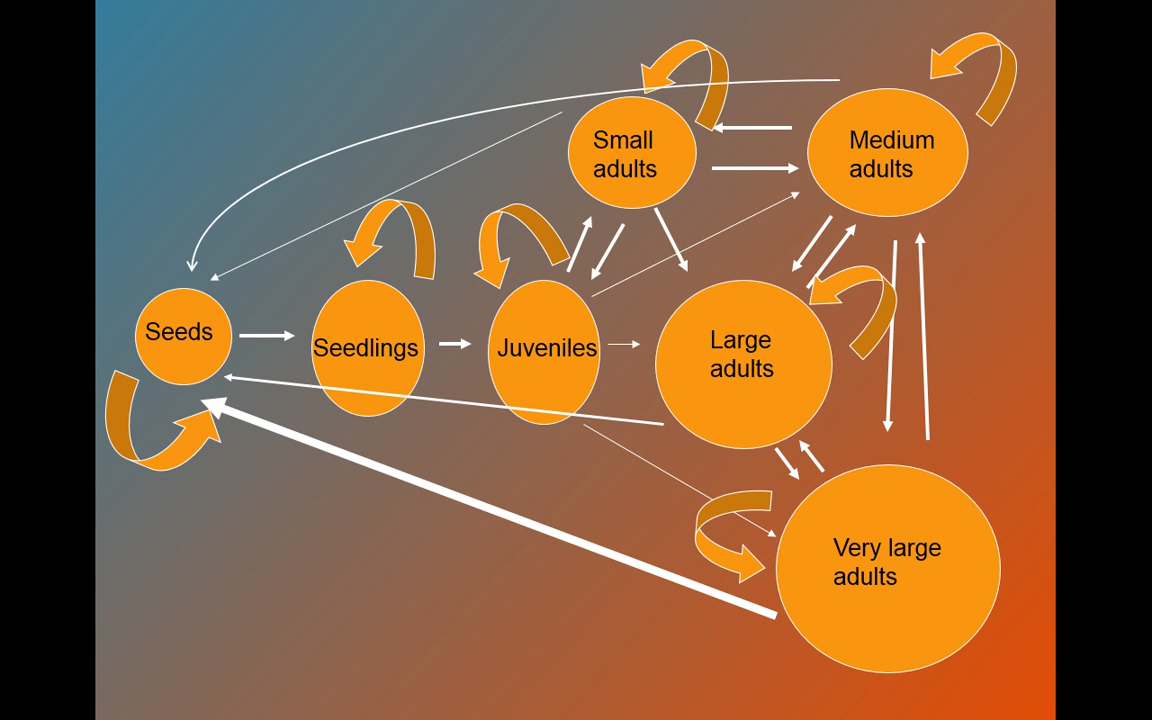 Small
adults
Medium
adults
Seeds
Seedlings
Juveniles
Large
adults
Very large
adults